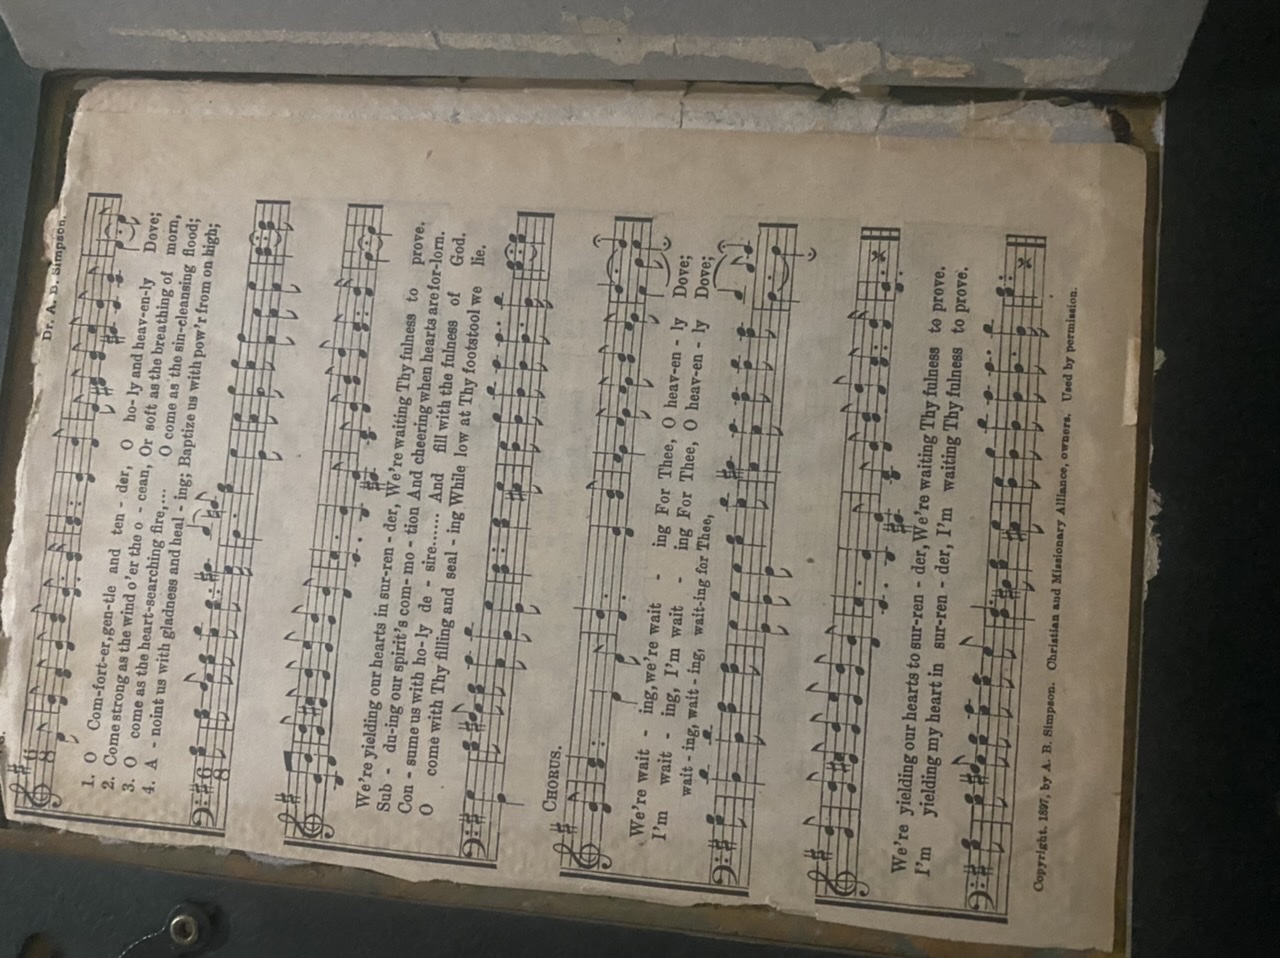 Dr. A. B. Simpson.
1. O Com-fort-er, gen-tle and ten - der, O ho-ly and heav-en-ly Dove;
2. Come strong as the wind o'er the o - cean, Or soft as the breathing of morn,
3. O come as the heart-searching fire,.... O come as the sin-cleansing flood;
4. A - noint us with gladness and heal - ing; Baptize us with pow'r from on high;
We're yielding our hearts in sur-ren - der, We're waiting Thy fulness to prove.
Sub - du-ing our spirit's com-mo - tion And cheering when hearts are for-lorn.
Con - sume us with ho-ly de - sire...... And fill with the fulness of God.
O come with Thy filling and seal - ing While low at Thy footstool we lie.
CHORUS.
We're wait - ing, we're wait - ing For Thee, O heav-en - ly Dove;
I'm wait - ing, I'm wait - ing For Thee, O heav-en - ly Dove;
wait - ing, wait - ing, wait-ing for Thee,
We're yielding our hearts to sur-ren - der, We're waiting Thy fulness to prove.
I'm yielding my heart in sur-ren - der, I'm waiting Thy fulness to prove.
Copyright, 1897, by A. B. Simpson. Christian and Missionary Alliance, owners. Used by permission.